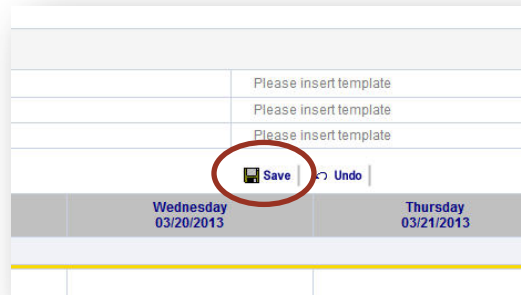 Please insert template
Please insert template
Please insert template
Save Undo
Wednesday Thursday
03/20/2013 03/21/2013